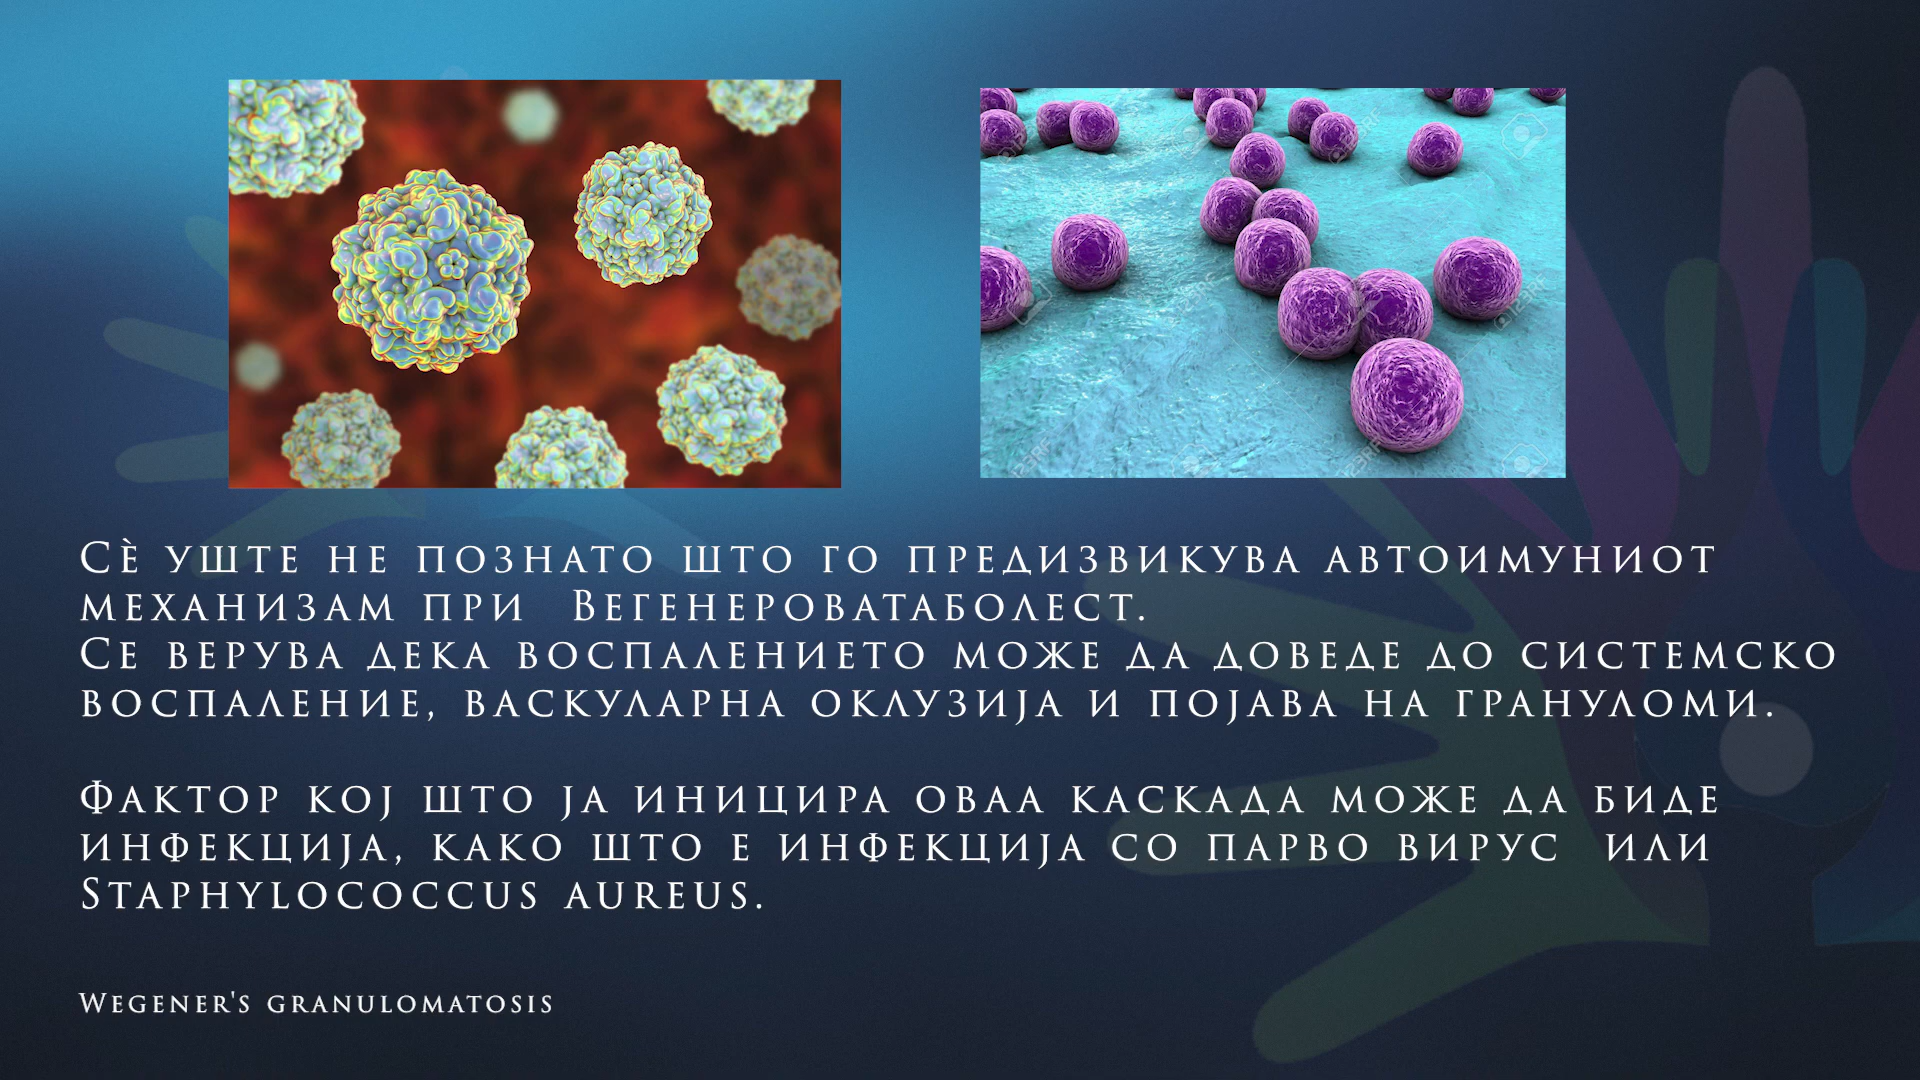 Сѐ уште не познато што го предизвикува автоимуниот
механизам при Вегенероватаболест.
Се верува дека воспалението може да доведе до системско
воспаление, васкуларна оклузија и појава на грануломи.
Фактор кој што ја иницира оваа каскада може да биде
инфекција, како што е инфекција со парво вирус или
Staphylococcus aureus.
Wegener's granulomatosis